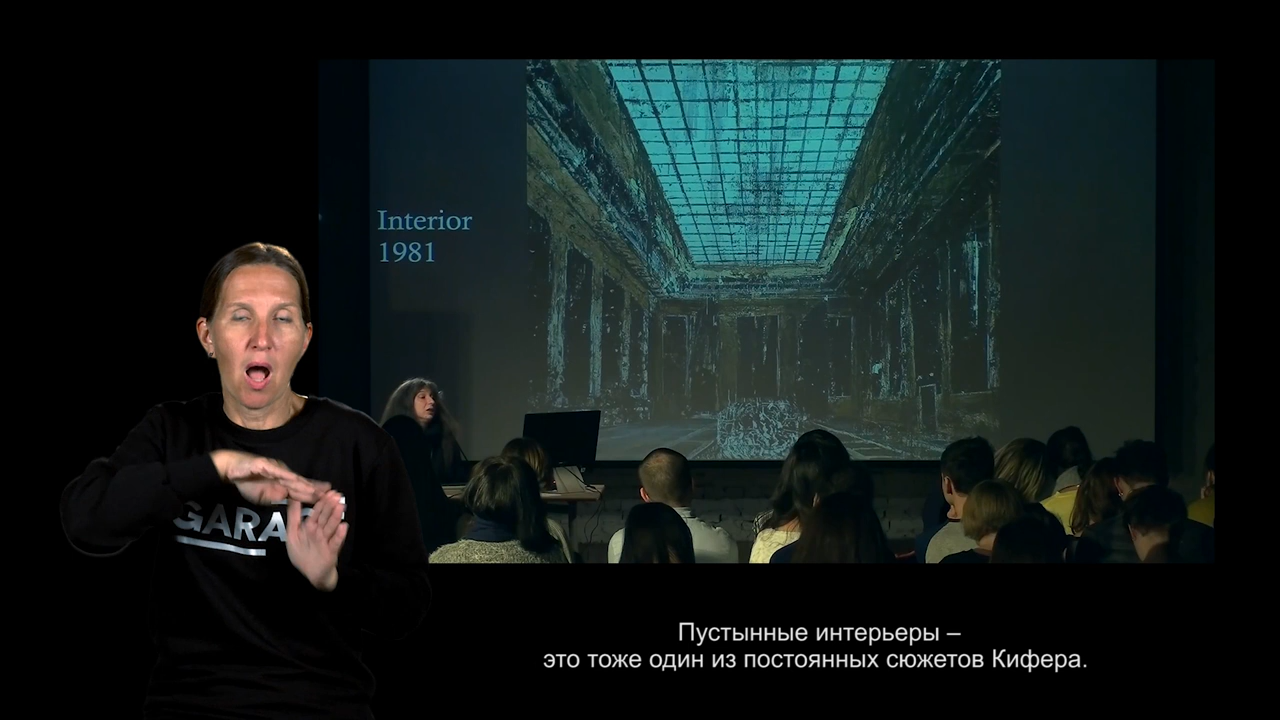 Interior
1981
GARA
Пустынные интерьеры –
это тоже один из постоянных сюжетов Кифера.